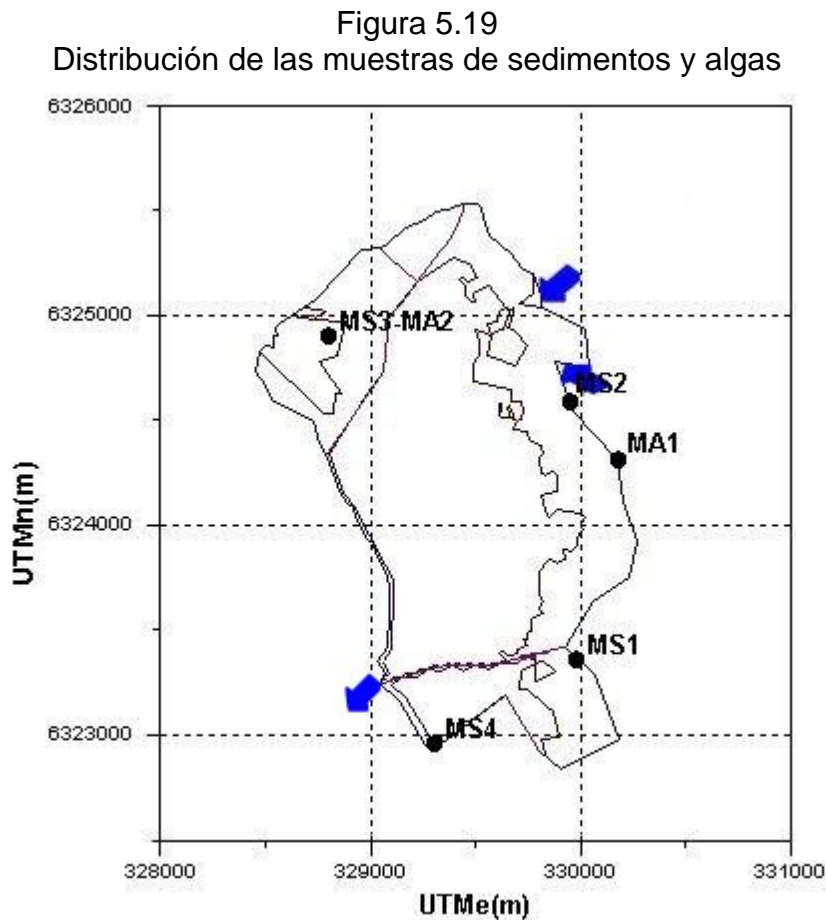 Figura 5.19
Distribución de las muestras de sedimentos y algas
6326000
6325000
MS3-MA2
MS2
MA1
UTMn(m)
6324000
MS1
MS4
6323000
328000
329000
330000
331000
UTMe(m)